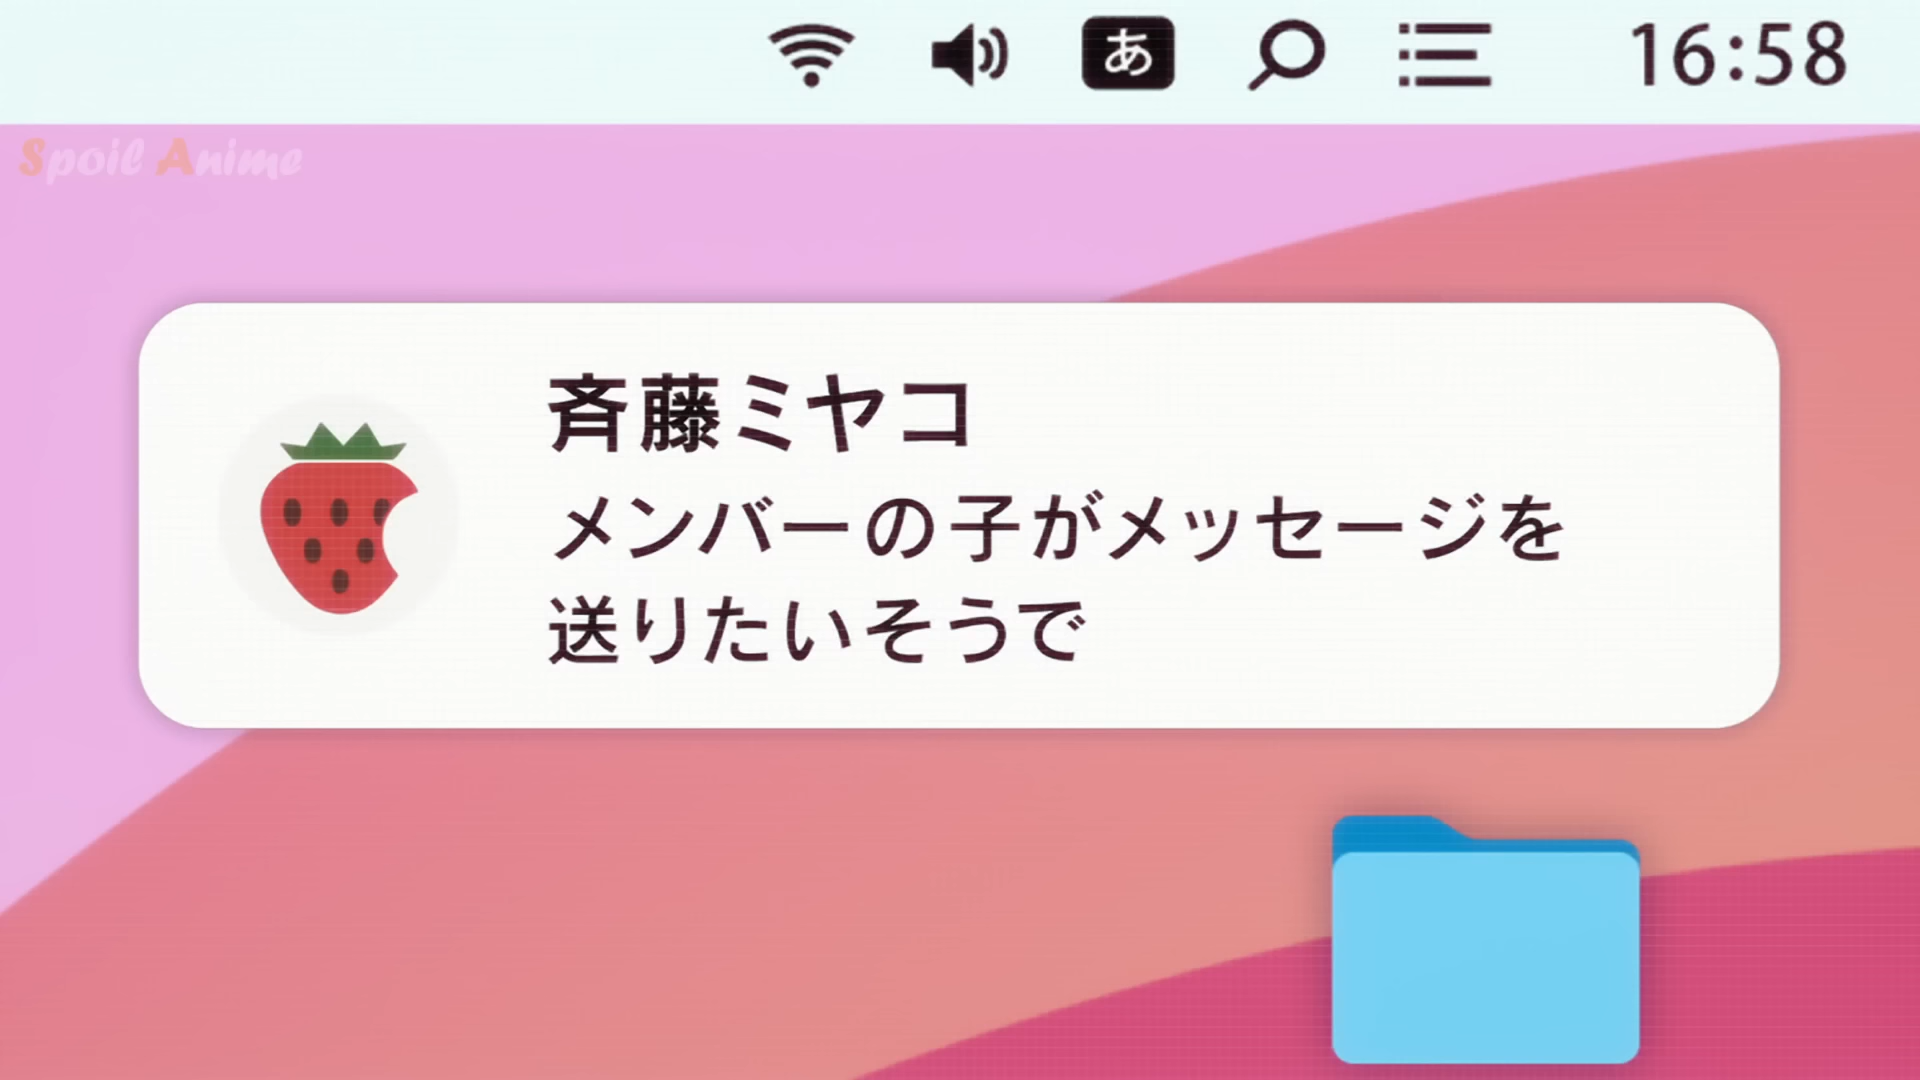 あ 16:58
Spoil Anime
斉藤ミヤコ
メンバーの子がメッセージを
送りたいそうで